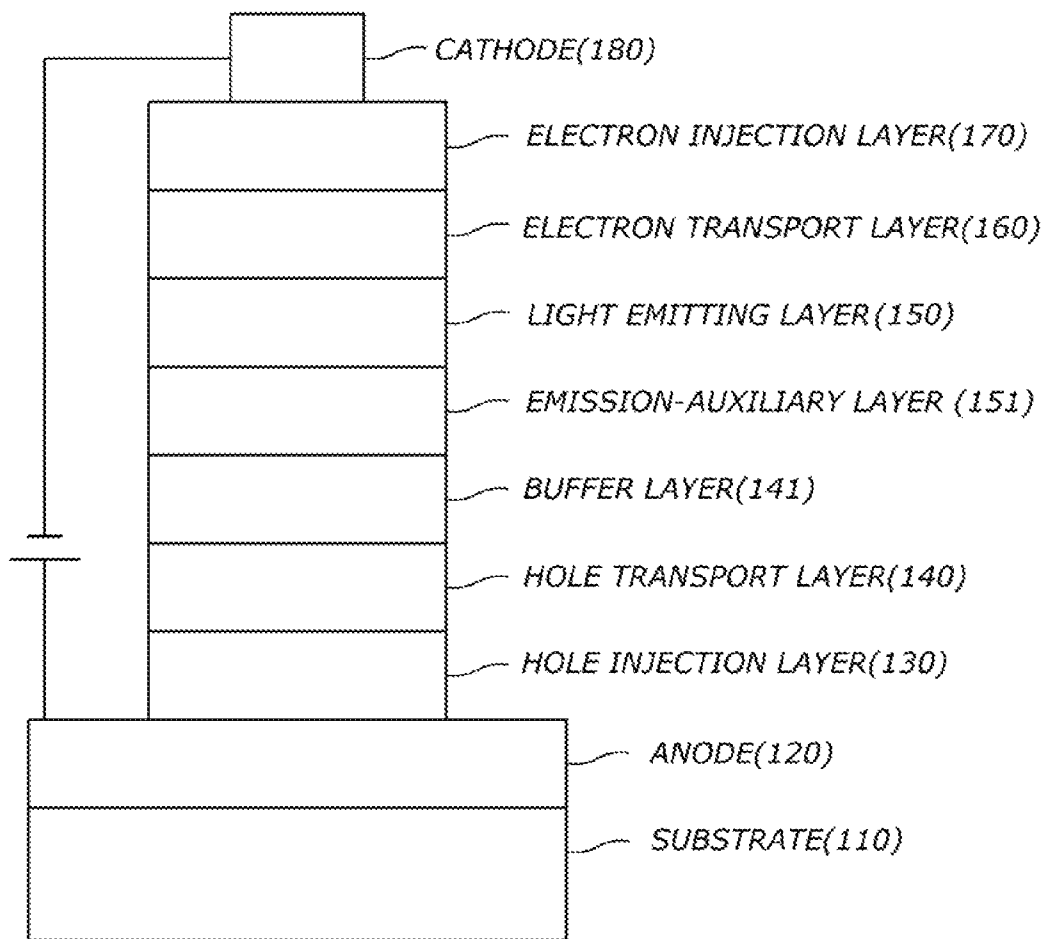 CATHODE(180)
ELECTRON INJECTION LAYER(170)
ELECTRON TRANSPORT LAYER(160)
LIGHT EMITTING LAYER(150)
EMISSION-AUXILIARY LAYER (151)
BUFFER LAYER(141)
HOLE TRANSPORT LAYER(140)
HOLE INJECTION LAYER(130)
ANODE(120)
SUBSTRATE(110)